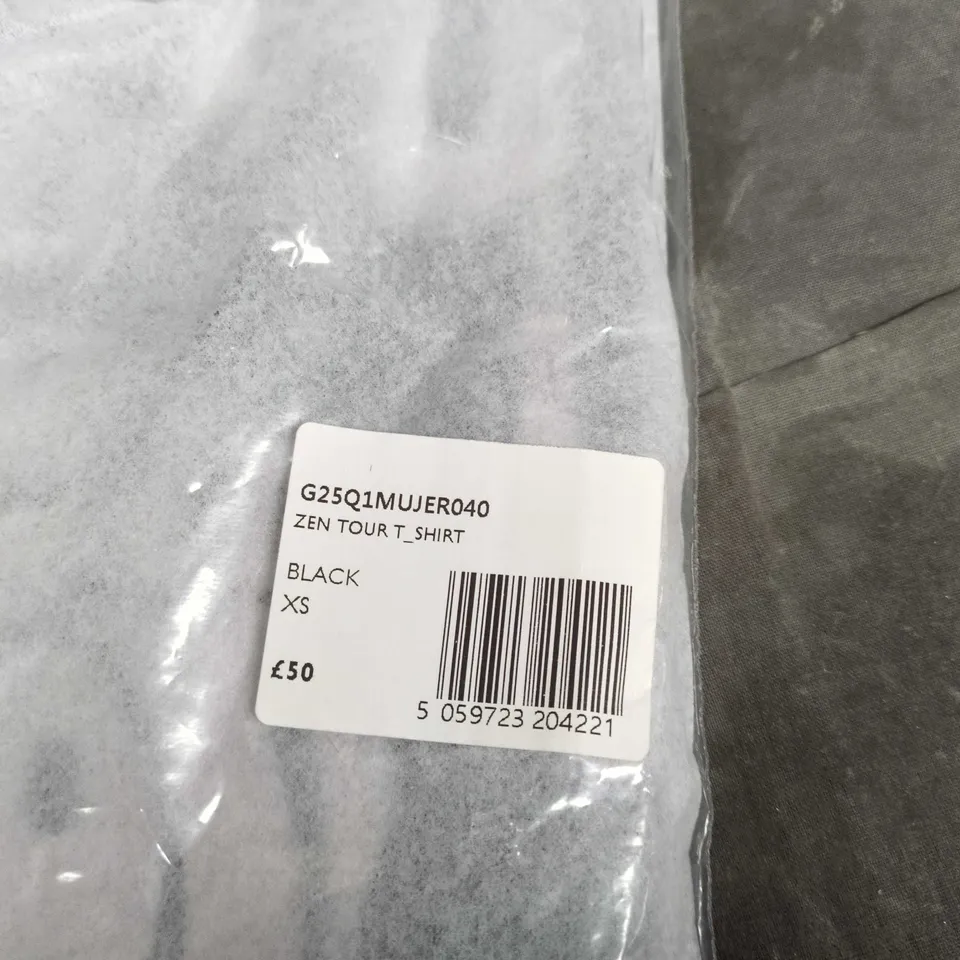 G25Q1MUJER040
ZEN TOUR T_SHIRT
BLACK
XS
£50
5 059723 204221